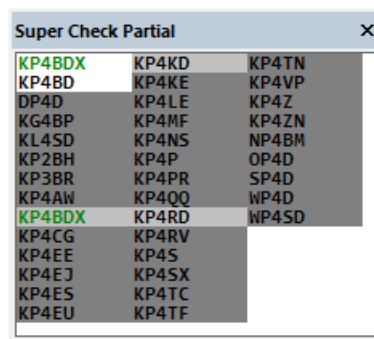 Super Check Partial ×
KP4BDX KP4KD KP4TN
KP4BD KP4KE KP4VP
DP4D KP4LE KP4Z
KG4BP KP4MF KP4ZN
KL4SD KP4NS NP4BM
KP2BH KP4P OP4D
KP3BR KP4PR SP4D
KP4AW KP4QQ WP4D
KP4BDX KP4RD WP4SD
KP4CG KP4RV
KP4EE KP4S
KP4EJ KP4SX
KP4ES KP4TC
KP4EU KP4TF